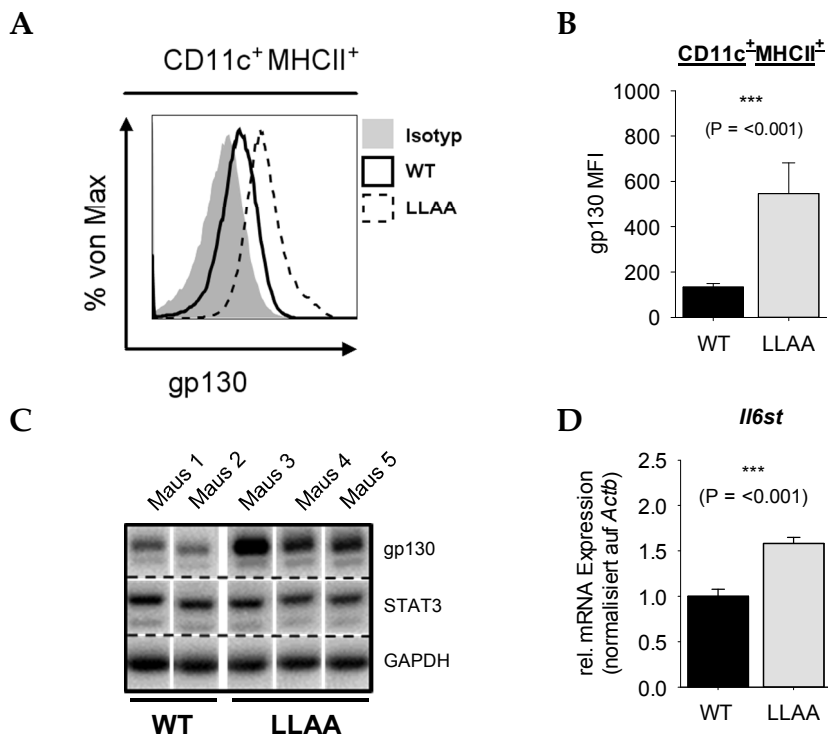 A
CD11c⁺ MHCII⁺
% von Max
gp130
Isotyp
WT
LLAA
B
CD11c⁺MHCII⁺
1000
800
600
400
200
0
gp130 MFI
***
(P = <0.001)
WT
LLAA
C
Maus 1
Maus 2
Maus 3
Maus 4
Maus 5
gp130
STAT3
GAPDH
WT
LLAA
D
Il6st
2.5
2.0
1.5
1.0
0.5
0.0
rel. mRNA Expression
(normalisiert auf Actb)
***
(P = <0.001)
WT
LLAA